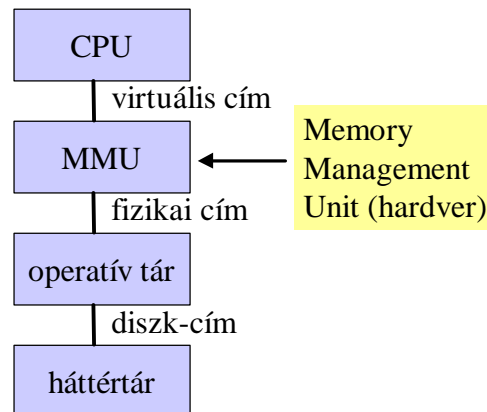 CPU
virtuális cím
MMU
Memory
Management
Unit (hardver)
fizikai cím
operatív tár
diszk-cím
háttértár